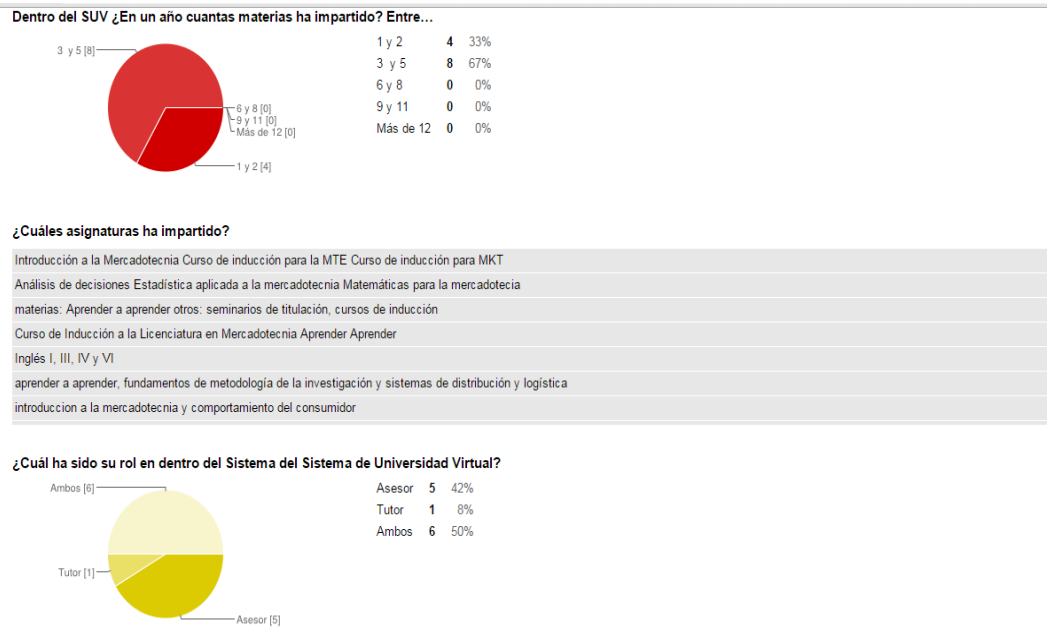 Dentro del SUV ¿En un año cuantas materias ha impartido? Entre...
3 y 5 [8]
6 y 8 [0]
9 y 11 [0]
Más de 12 [0]
1 y 2 [4]
1 y 2 4 33%
3 y 5 8 67%
6 y 8 0 0%
9 y 11 0 0%
Más de 12 0 0%
¿Cuáles asignaturas ha impartido?
Introducción a la Mercadotecnia Curso de inducción para la MTE Curso de inducción para MKT
Análisis de decisiones Estadística aplicada a la mercadotecnia Matemáticas para la mercadotecia
materias: Aprender a aprender otros: seminarios de titulación, cursos de inducción
Curso de Inducción a la Licenciatura en Mercadotecnia Aprender Aprender
Inglés I, III, IV y VI
aprender a aprender, fundamentos de metodología de la investigación y sistemas de distribución y logística
introduccion a la mercadotecnia y comportamiento del consumidor
¿Cuál ha sido su rol en dentro del Sistema del Sistema de Universidad Virtual?
Ambos [6]
Tutor [1]
Asesor [5]
Asesor 5 42%
Tutor 1 8%
Ambos 6 50%